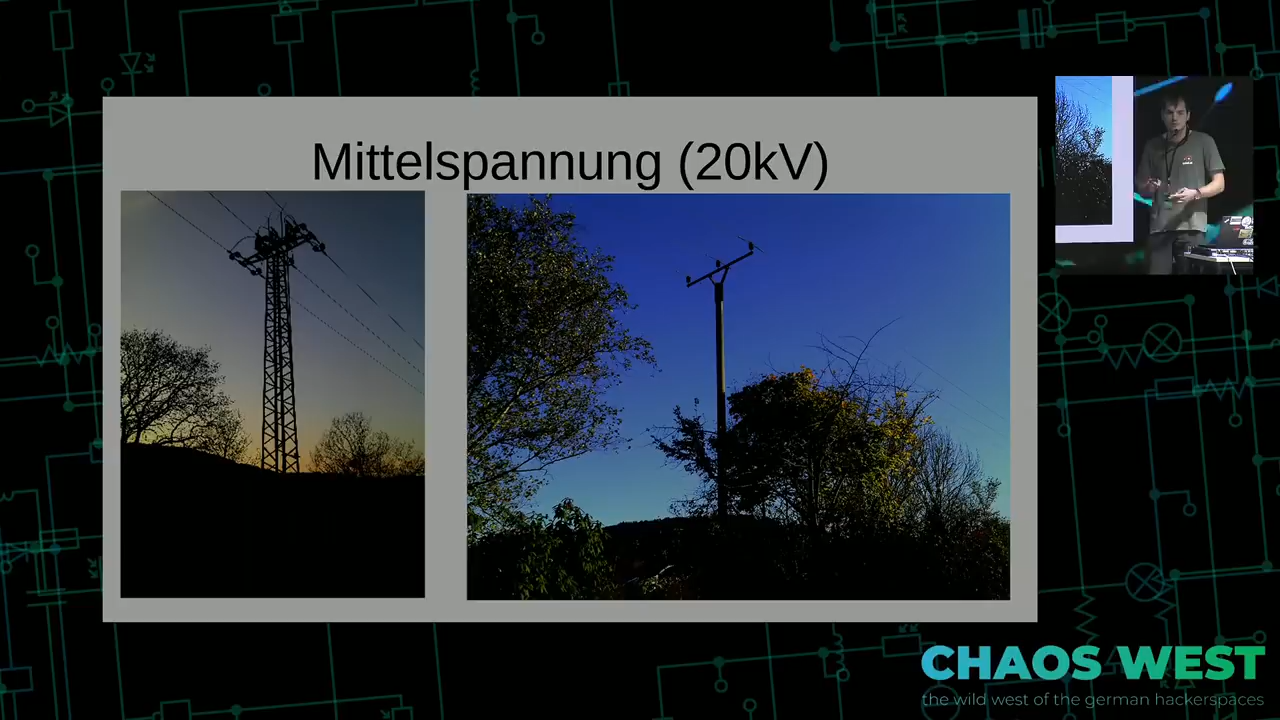 Mittelspannung (20kV)
CHAOS WEST
the wild west of the german hackerspaces